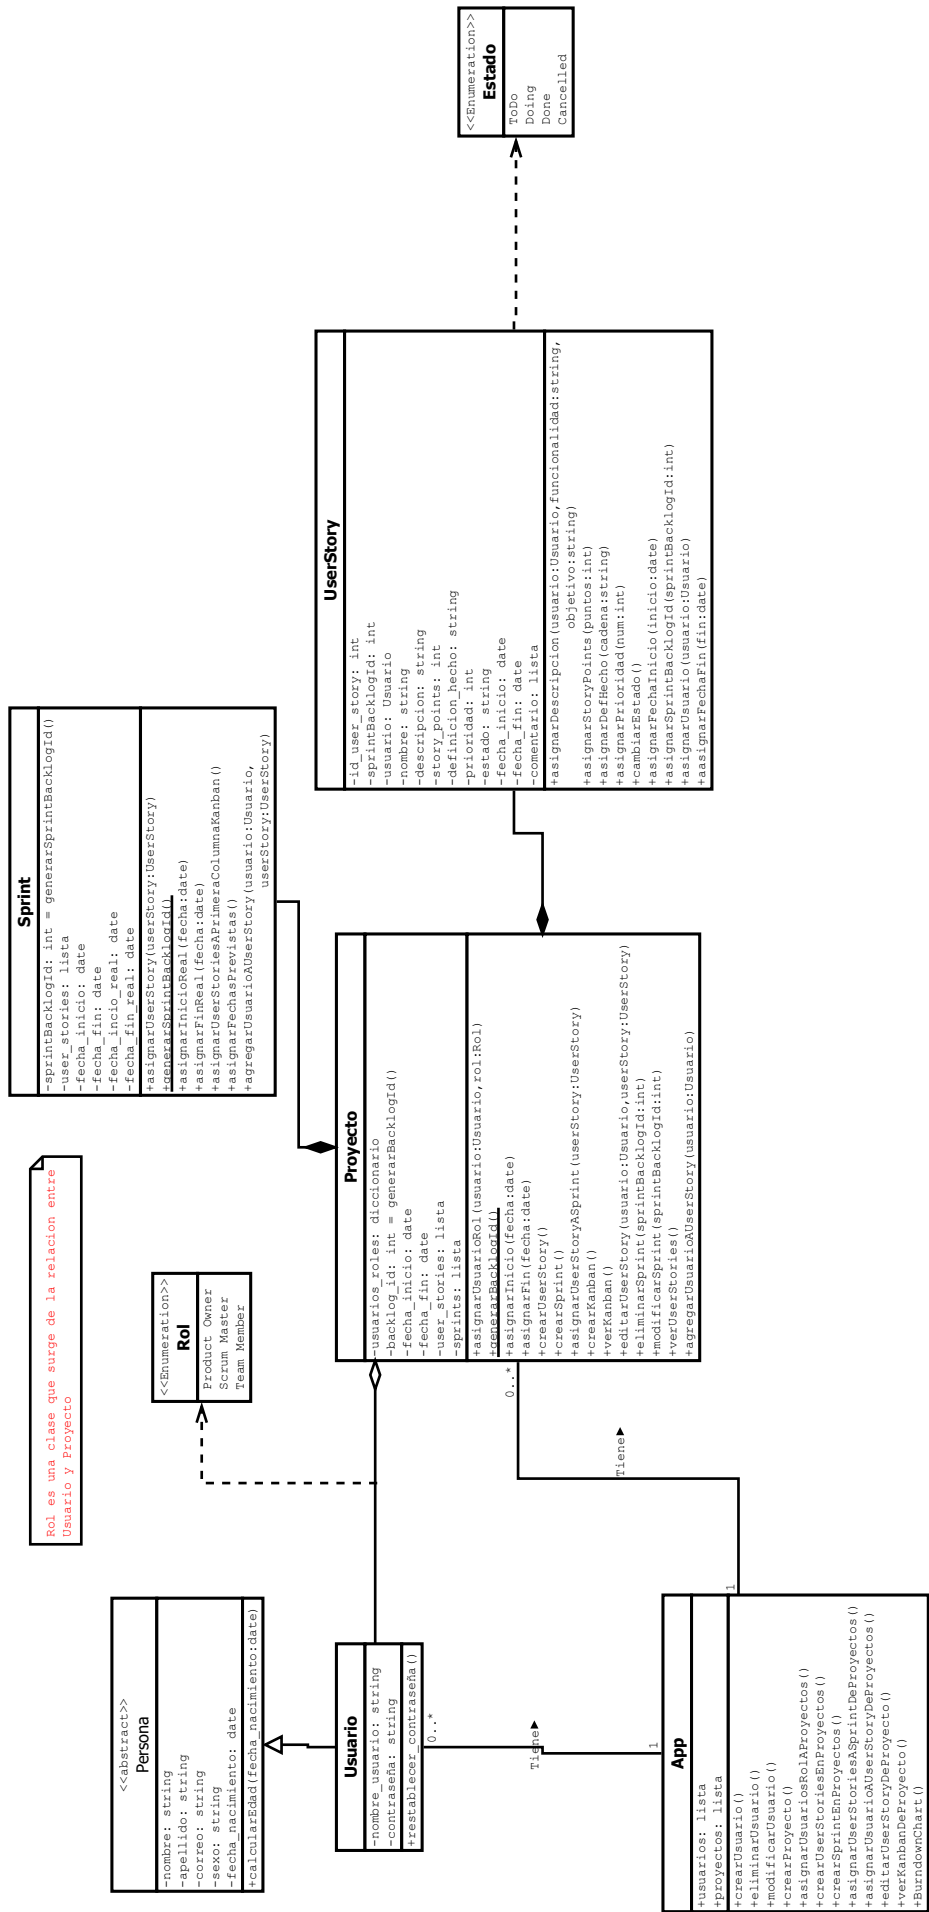 <<abstract>>
Persona
-nombre: string
-apellido: string
-correo: string
-sexo: string
-fecha_nacimiento: date
+calcularEdad(fecha_nacimiento:date)
Rol es una clase que surge de la relacion entre
Usuario y Proyecto
<<Enumeration>>
Rol
Product Owner
Scrum Master
Team Member
Sprint
-sprintBacklogId: int = generarSprintBacklogId()
-user_stories: lista
-fecha_inicio: date
-fecha_fin: date
-fecha_incio_real: date
-fecha_fin_real: date
+asignarUserStory(userStory:UserStory)
+generarSprintBacklogId()
+asignarInicioReal(fecha:date)
+asignarFinReal(fecha:date)
+asignarUserStoriesAPrimeraColumnaKanban()
+asignarFechasPrevistas()
+agregarUsuarioAUserStory(usuario:Usuario,
userStory:UserStory)
Usuario
-nombre_usuario: string
-contraseña: string
+restablecer_contraseña()
0..*
Tiene▶
1
Proyecto
-usuarios_roles: diccionario
-backlog_id: int = generarBacklogId()
-fecha_inicio: date
-fecha_fin: date
-user_stories: lista
-sprints: lista
+asignarUsuarioRol(usuario:Usuario,rol:Rol)
+generarBacklogId()
+asignarInicio(fecha:date)
+asignarFin(fecha:date)
+crearUserStory()
+crearSprint()
+asignarUserStoryASprint(userStory:UserStory)
+crearKanban()
+verKanban()
+editarUserStory(usuario:Usuario,userStory:UserStory)
+eliminarSprint(sprintBacklogId:int)
+modificarSprint(sprintBacklogId:int)
+verUserStories()
+agregarUsuarioAUserStory(usuario:Usuario)
0..*
Tiene▶
1
UserStory
-id_user_story: int
-sprintBacklogId: int
-usuario: Usuario
-nombre: string
-descripcion: string
-story_points: int
-definicion_hecho: string
-prioridad: int
-estado: string
-fecha_inicio: date
-fecha_fin: date
-comentario: lista
+asignarDescripcion(usuario:Usuario,funcionalidad:string,
objetivo:string)
+asignarStoryPoints(puntos:int)
+asignarDefHecho(cadena:string)
+asignarPrioridad(num:int)
+cambiarEstado()
+asignarFechaInicio(inicio:date)
+asignarSprintBacklogId(sprintBacklogId:int)
+asignarUsuario(usuario:Usuario)
+aasignarFechaFin(fin:date)
<<Enumeration>>
Estado
ToDo
Doing
Done
Cancelled
App
+usuarios: lista
+proyectos: lista
+crearUsuario()
+eliminarUsuario()
+modificarUsuario()
+crearProyecto()
+asignarUsuariosRolAProyectos()
+crearUserStoriesEnProyectos()
+crearSprintEnProyectos()
+asignarUserStoriesASprintDeProyectos()
+asignarUsuarioAUserStoryDeProyectos()
+editarUserStoryDeProyecto()
+verKanbanDeProyecto()
+BurndownChart()